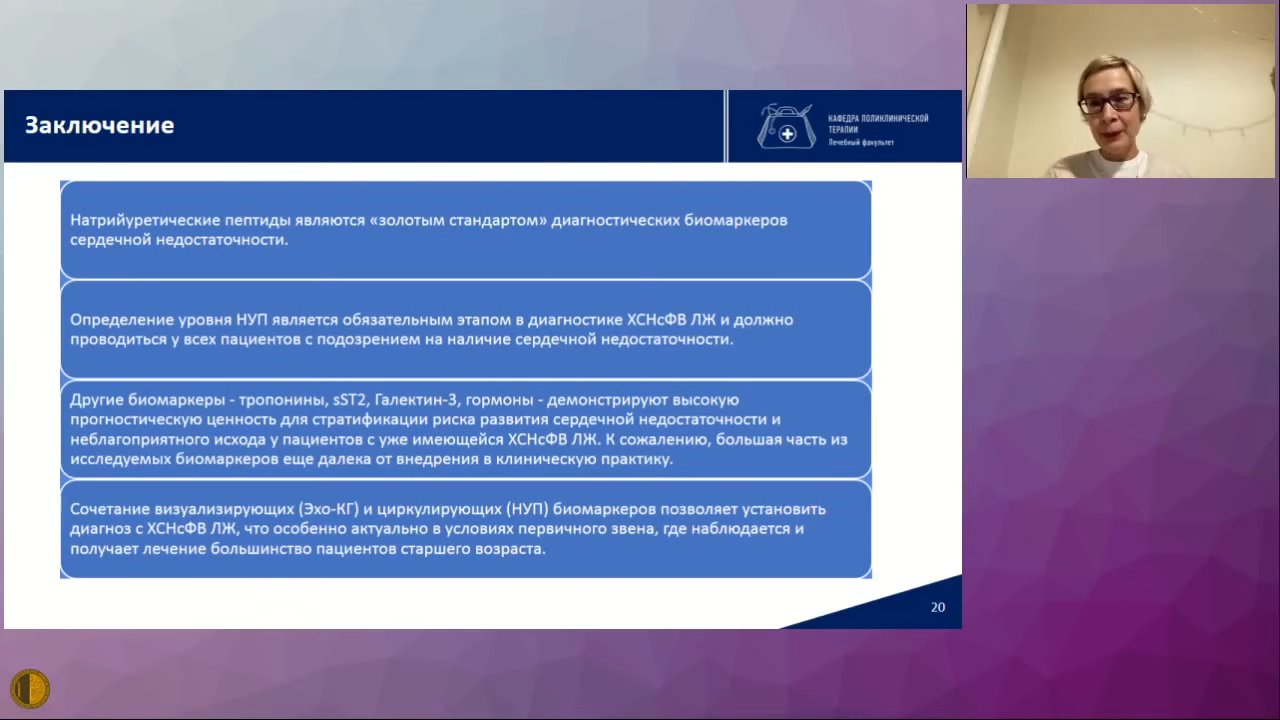 Заключение
КАФЕДРА ПОЛИКЛИНИЧЕСКОЙ
ТЕРАПИИ
Лечебный факультет
Натрийуретические пептиды являются «золотым стандартом» диагностических биомаркеров
сердечной недостаточности.
Определение уровня НУП является обязательным этапом в диагностике ХСНсФВ ЛЖ и должно
проводиться у всех пациентов с подозрением на наличие сердечной недостаточности.
Другие биомаркеры - тропонины, sST2, Галектин-3, гормоны - демонстрируют высокую
прогностическую ценность для стратификации риска развития сердечной недостаточности и
неблагоприятного исхода у пациентов с уже имеющейся ХСНсФВ ЛЖ. К сожалению, большая часть из
исследуемых биомаркеров еще далека от внедрения в клиническую практику.
Сочетание визуализирующих (Эхо-КГ) и циркулирующих (НУП) биомаркеров позволяет установить
диагноз с ХСНсФВ ЛЖ, что особенно актуально в условиях первичного звена, где наблюдается и
получает лечение большинство пациентов старшего возраста.
20